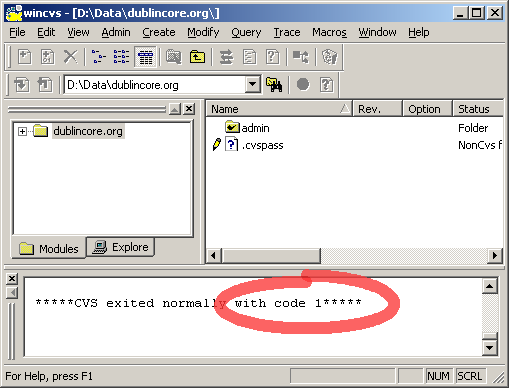 wincvs - [D:\Data\dublincore.org\]
File Edit View Admin Create Modify Query Trace Macros Window Help
D:\Data\dublincore.org
Name Rev. Option Status
dublincore.org
admin Folder
.cvspass NonCvs f
Modules Explore
*****CVS exited normally with code 1*****
For Help, press F1 NUM SCRL